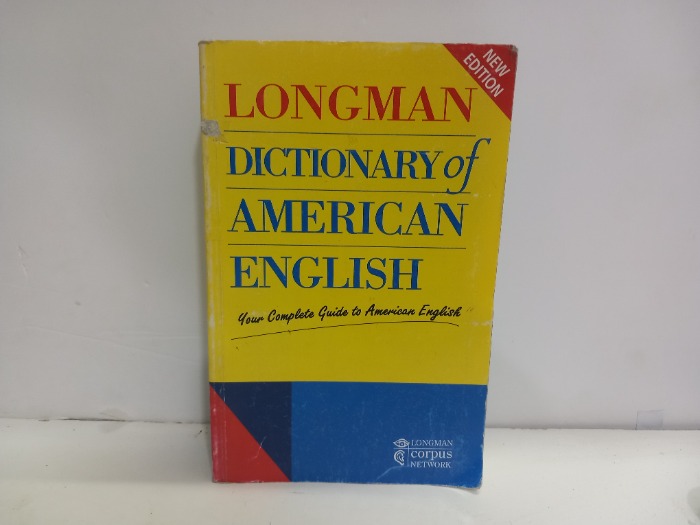 NEW
EDITION
LONGMAN
DICTIONARY of
AMERICAN
ENGLISH
Your Complete Guide to American English
LONGMAN
corpus
NETWORK